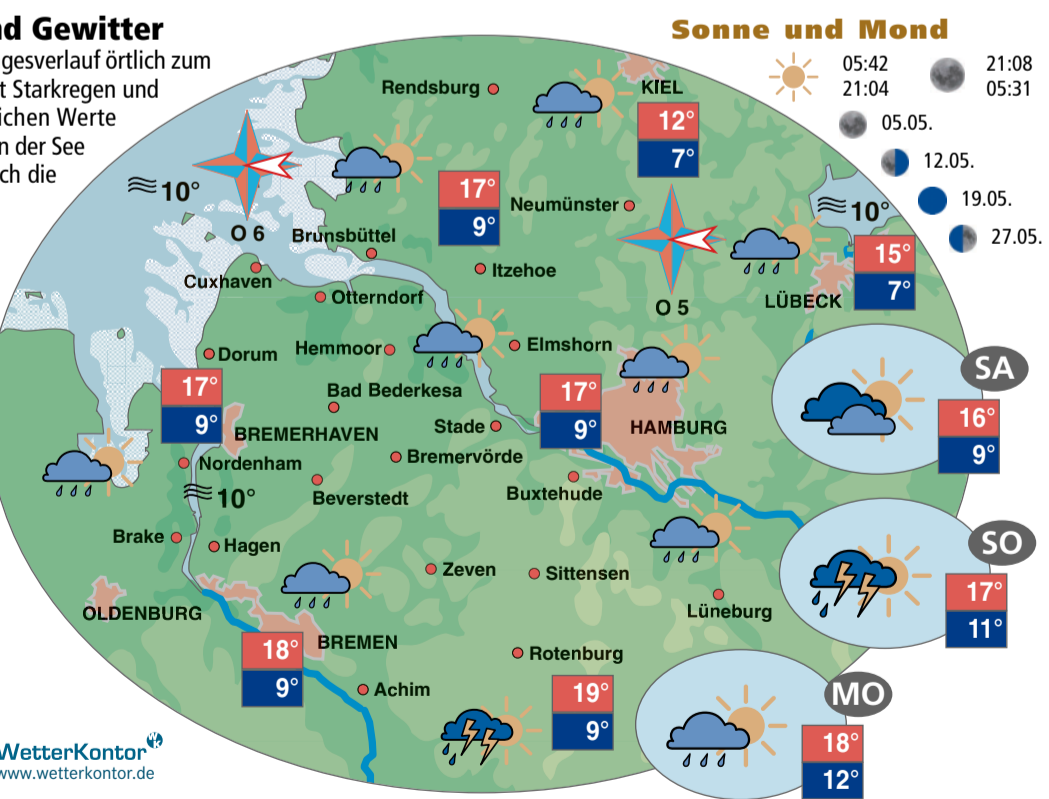 d Gewitter
gesverlauf örtlich zum
t Starkregen und
ichen Werte
n der See
ch die
Sonne und Mond
05:42
21:04
21:08
05:31
05.05.
12.05.
19.05.
27.05.
Rendsburg
KIEL
12°
7°
10°
O 6
17°
9°
Neumünster
10°
Brunsbüttel
Cuxhaven
Itzehoe
O 5
15°
7°
LÜBECK
Otterndorf
Dorum
Hemmoor
Elmshorn
17°
9°
Bad Bederkesa
17°
9°
SA
16°
9°
BREMERHAVEN
Stade
HAMBURG
Nordenham
Bremervörde
10°
Beverstedt
Buxtehude
Brake
Hagen
Zeven
Sittensen
SO
17°
11°
OLDENBURG
Lüneburg
BREMEN
18°
9°
Rotenburg
Achim
19°
9°
MO
18°
12°
WetterKontor
www.wetterkontor.de